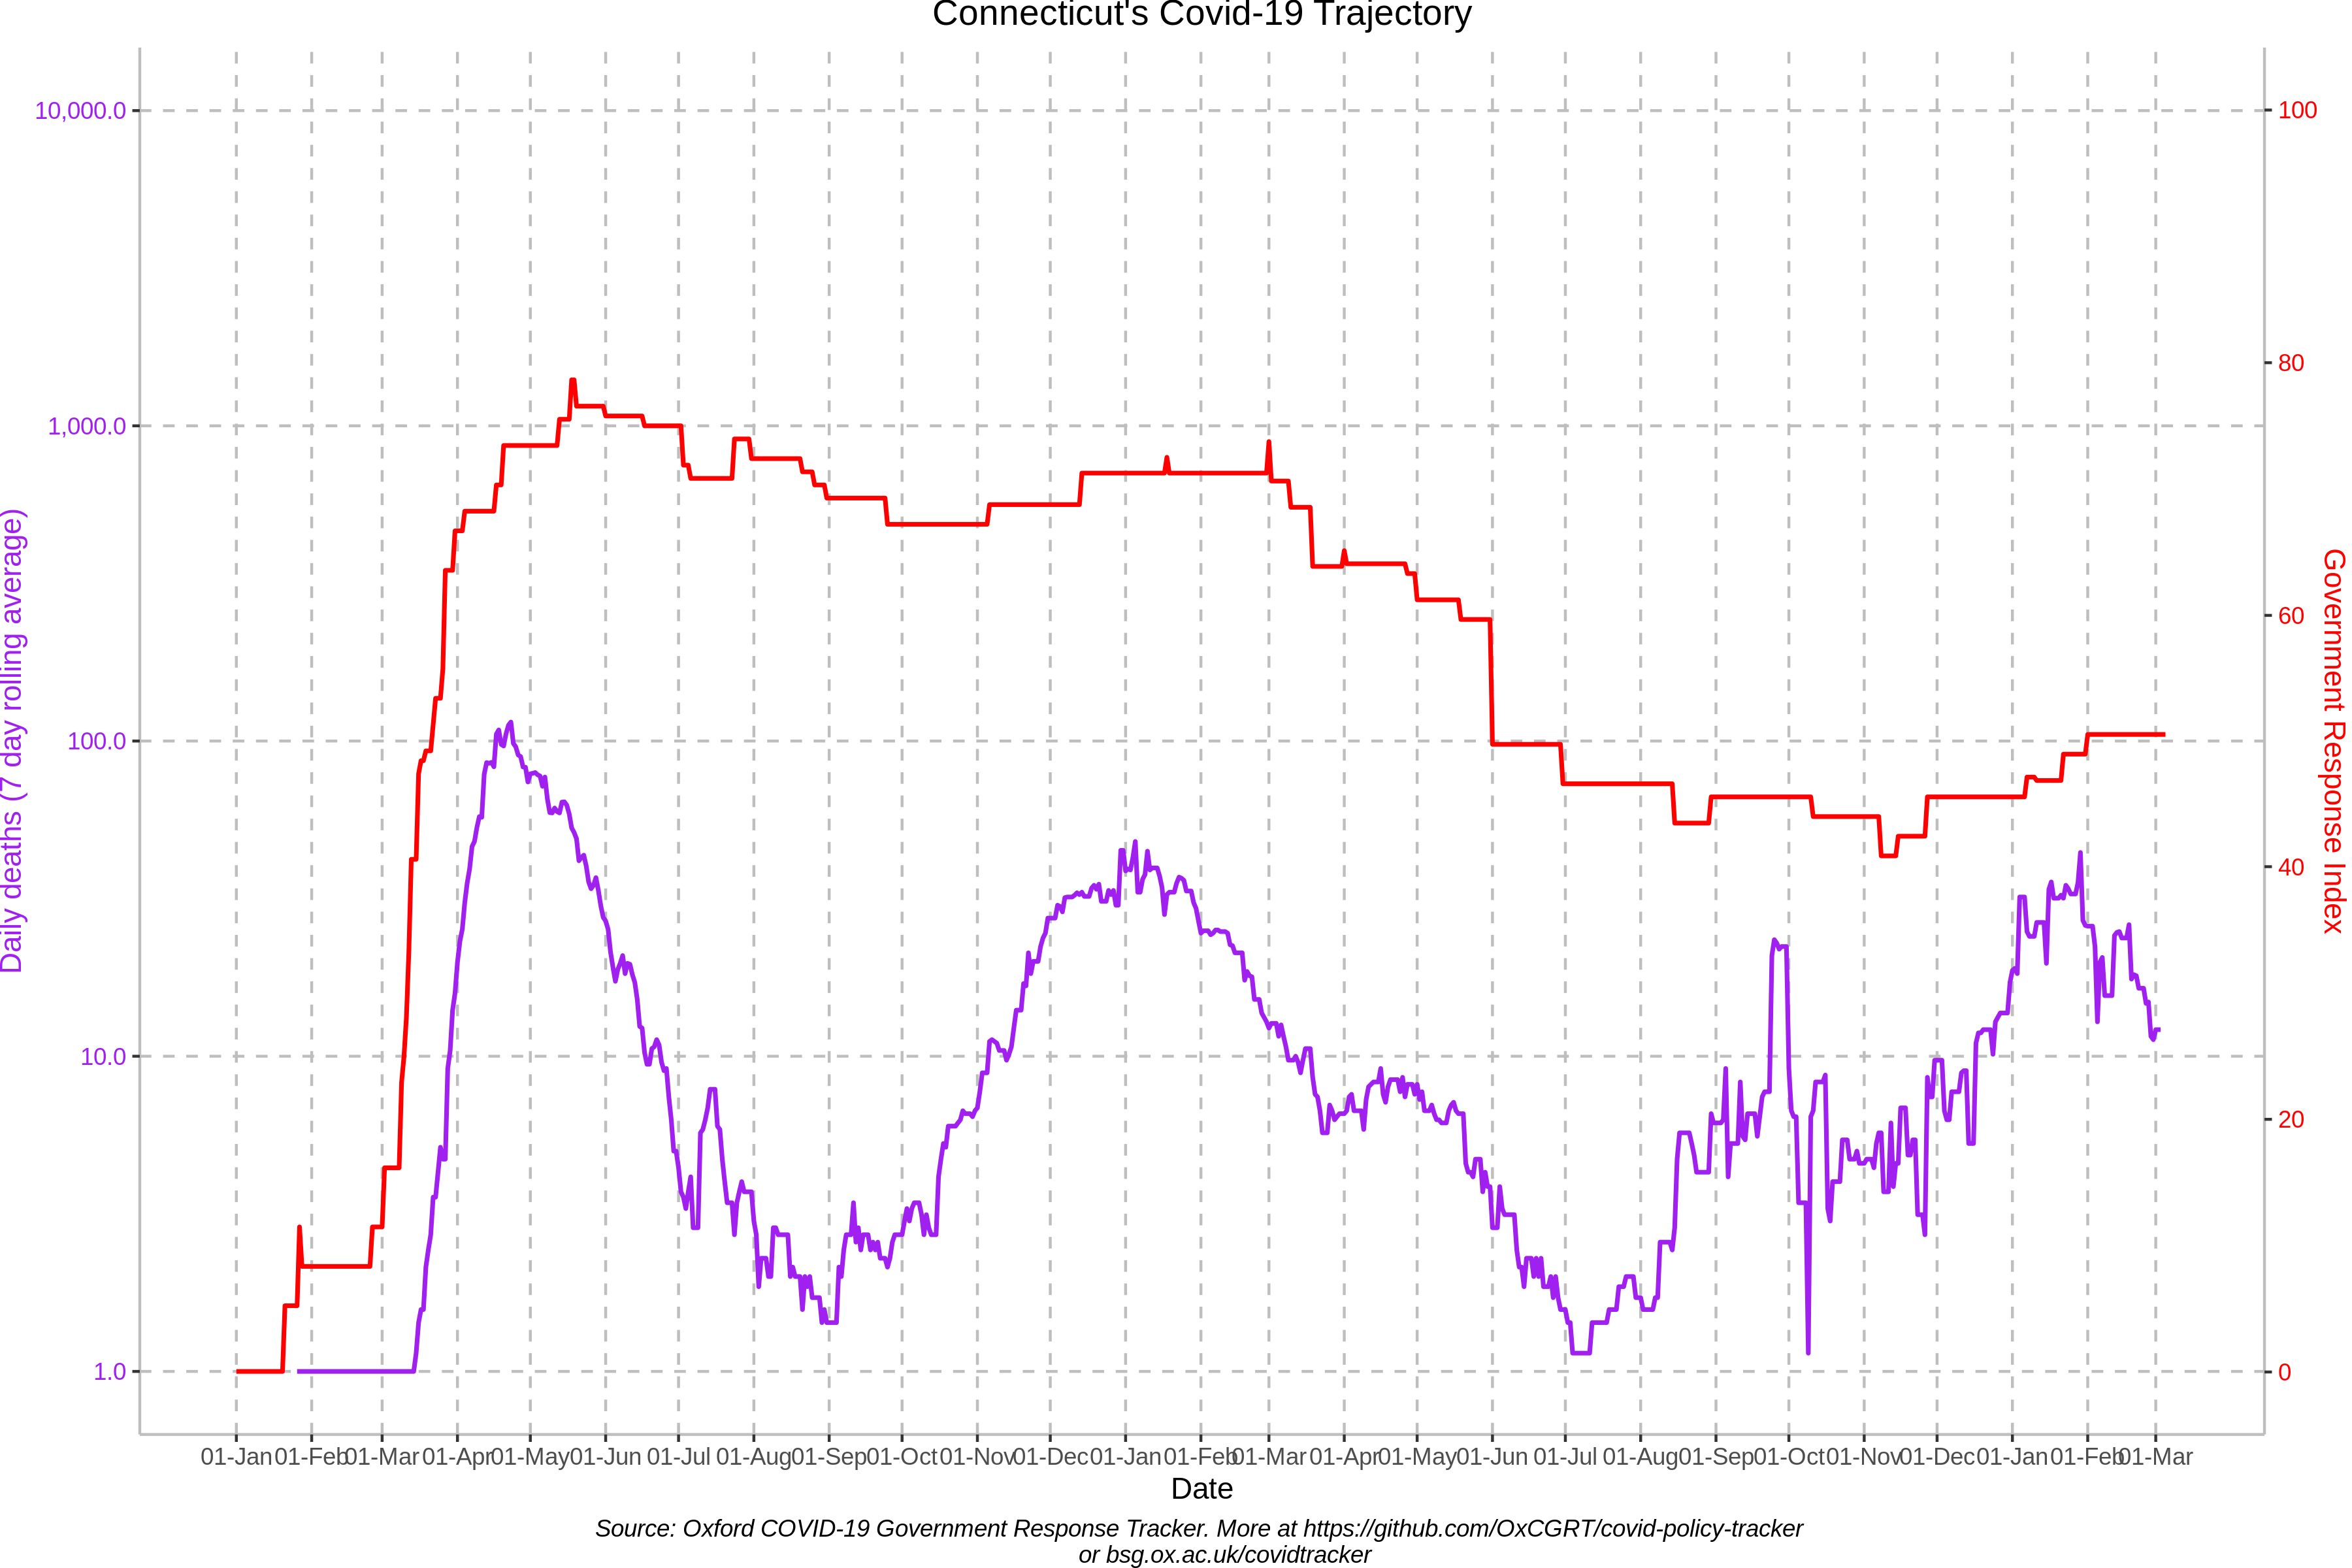 Connecticut's Covid-19 Trajectory
10,000.0
1,000.0
100.0
10.0
1.0
Daily deaths (7 day rolling average)
100
80
60
40
20
0
Government Response Index
01-Jan 01-Feb 01-Mar 01-Apr 01-May 01-Jun 01-Jul 01-Aug 01-Sep 01-Oct 01-Nov 01-Dec 01-Jan 01-Feb 01-Mar 01-Apr 01-May 01-Jun 01-Jul 01-Aug 01-Sep 01-Oct 01-Nov 01-Dec 01-Jan 01-Feb 01-Mar
Date
Source: Oxford COVID-19 Government Response Tracker. More at https://github.com/OxCGRT/covid-policy-tracker
or bsg.ox.ac.uk/covidtracker